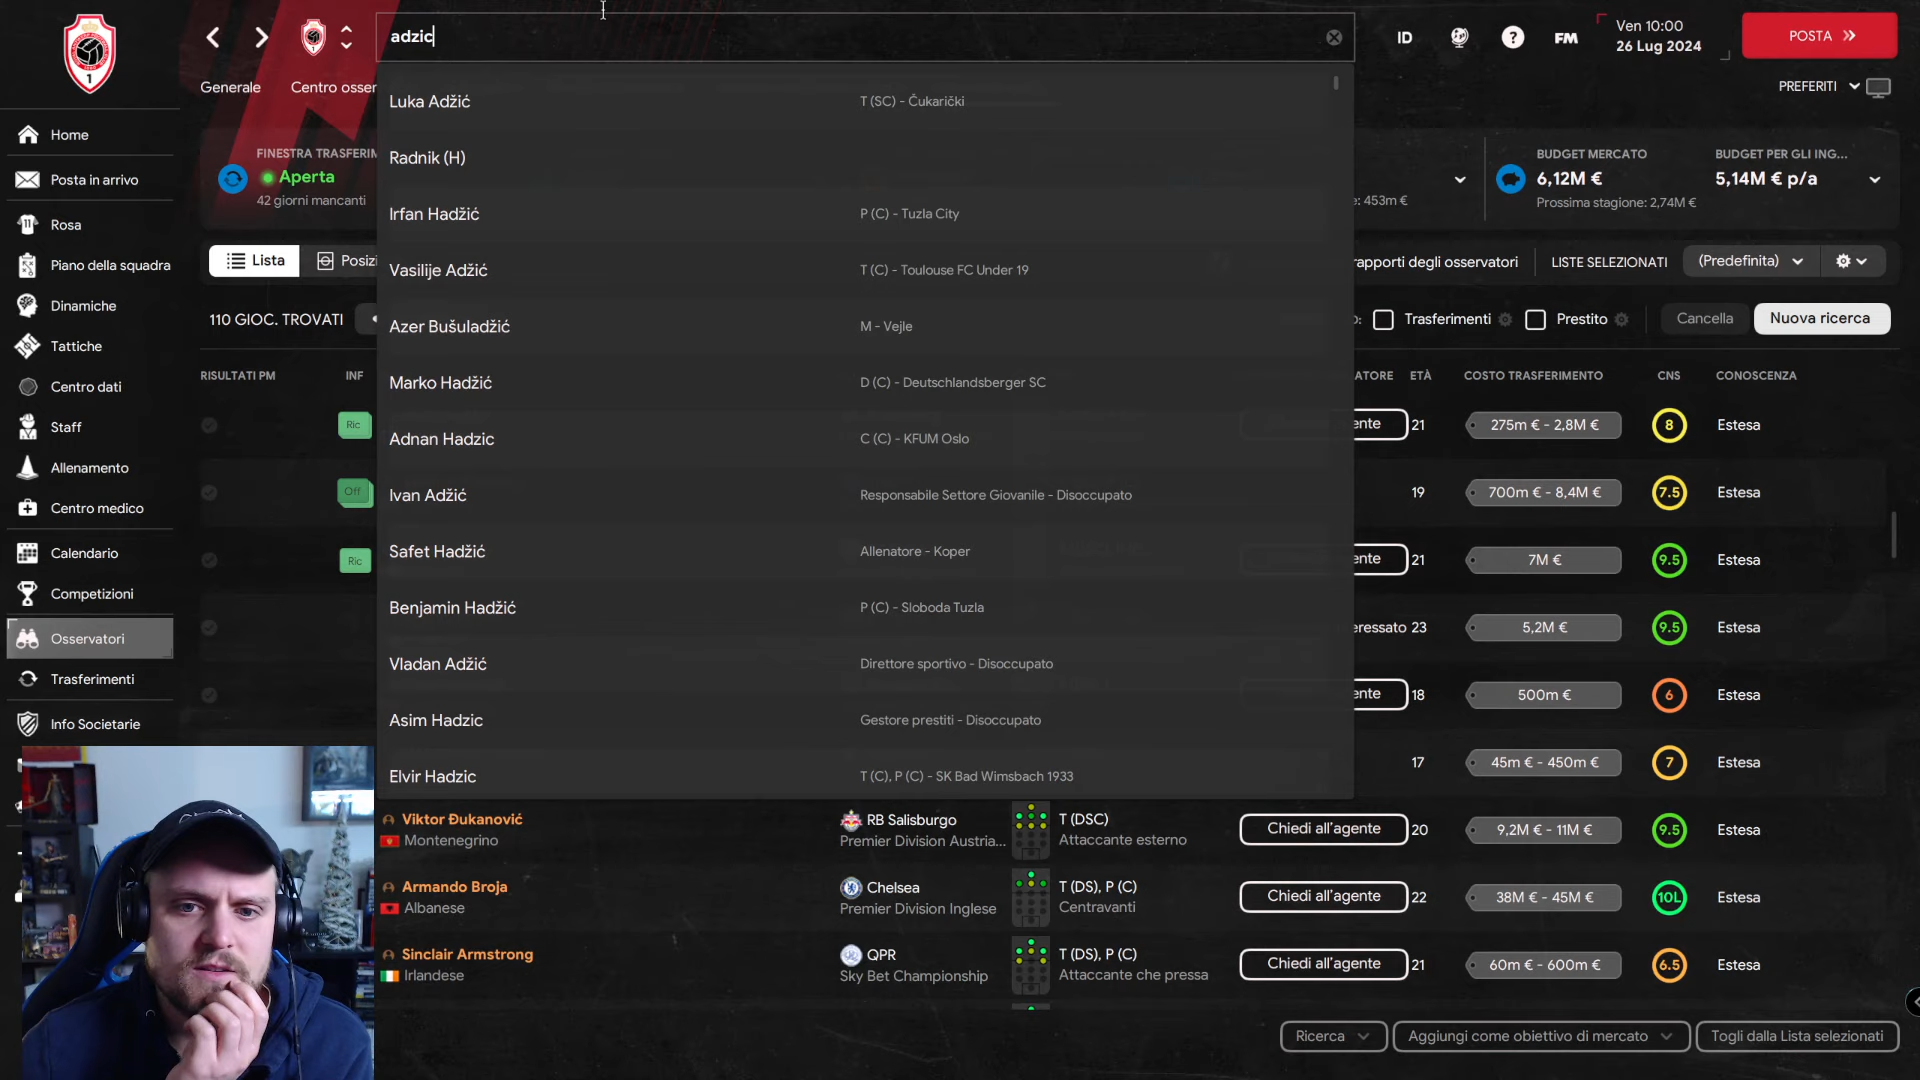 adzic
ID
?
FM
Ven 10:00
26 Lug 2024
POSTA
Generale
Centro osser
PREFERITI
1
Home
Posta in arrivo
Rosa
Piano della squadra
Dinamiche
Tattiche
Centro dati
Staff
Allenamento
Centro medico
Calendario
Competizioni
Osservatori
Trasferimenti
Info Societarie
FINESTRA TRASFERIM
Aperta
42 giorni mancanti
: 453m €
BUDGET MERCATO
6,12M €
Prossima stagione: 2,74M €
BUDGET PER GLI ING...
5,14M € p/a
Lista
Posizi
rapporti degli osservatori
LISTE SELEZIONATI
(Predefinita)
110 GIOC. TROVATI
Trasferimenti
Prestito
Cancella
Nuova ricerca
RISULTATI PM
INF
ATORE
ETÀ
COSTO TRASFERIMENTO
CNS
CONOSCENZA
Luka Adžić
T (SC) - Čukarički
Radnik (H)
Irfan Hadžić
P (C) - Tuzla City
Vasilije Adžić
T (C) - Toulouse FC Under 19
Azer Bušuladžić
M - Vejle
Marko Hadžić
D (C) - Deutschlandsberger SC
Adnan Hadzic
C (C) - KFUM Oslo
Ivan Adžić
Responsabile Settore Giovanile - Disoccupato
Safet Hadžić
Allenatore - Koper
Benjamin Hadžić
P (C) - Sloboda Tuzla
Vladan Adžić
Direttore sportivo - Disoccupato
Asim Hadzic
Gestore prestiti - Disoccupato
Elvir Hadzic
T (C), P (C) - SK Bad Wimsbach 1933
Ric
ente
21
275m € - 2,8M €
8
Estesa
Off
19
700m € - 8,4M €
7.5
Estesa
Ric
ente
21
7M €
9.5
Estesa
eressato
23
5,2M €
9.5
Estesa
ente
18
500m €
6
Estesa
17
45m € - 450m €
7
Estesa
Viktor Đukanović
Montenegrino
RB Salisburgo
Premier Division Austria...
T (DSC)
Attaccante esterno
Chiedi all'agente
20
9,2M € - 11M €
9.5
Estesa
Armando Broja
Albanese
Chelsea
Premier Division Inglese
T (DS), P (C)
Centravanti
Chiedi all'agente
22
38M € - 45M €
10L
Estesa
Sinclair Armstrong
Irlandese
QPR
Sky Bet Championship
T (DS), P (C)
Attaccante che pressa
Chiedi all'agente
21
60m € - 600m €
6.5
Estesa
Ricerca
Aggiungi come obiettivo di mercato
Togli dalla Lista selezionati